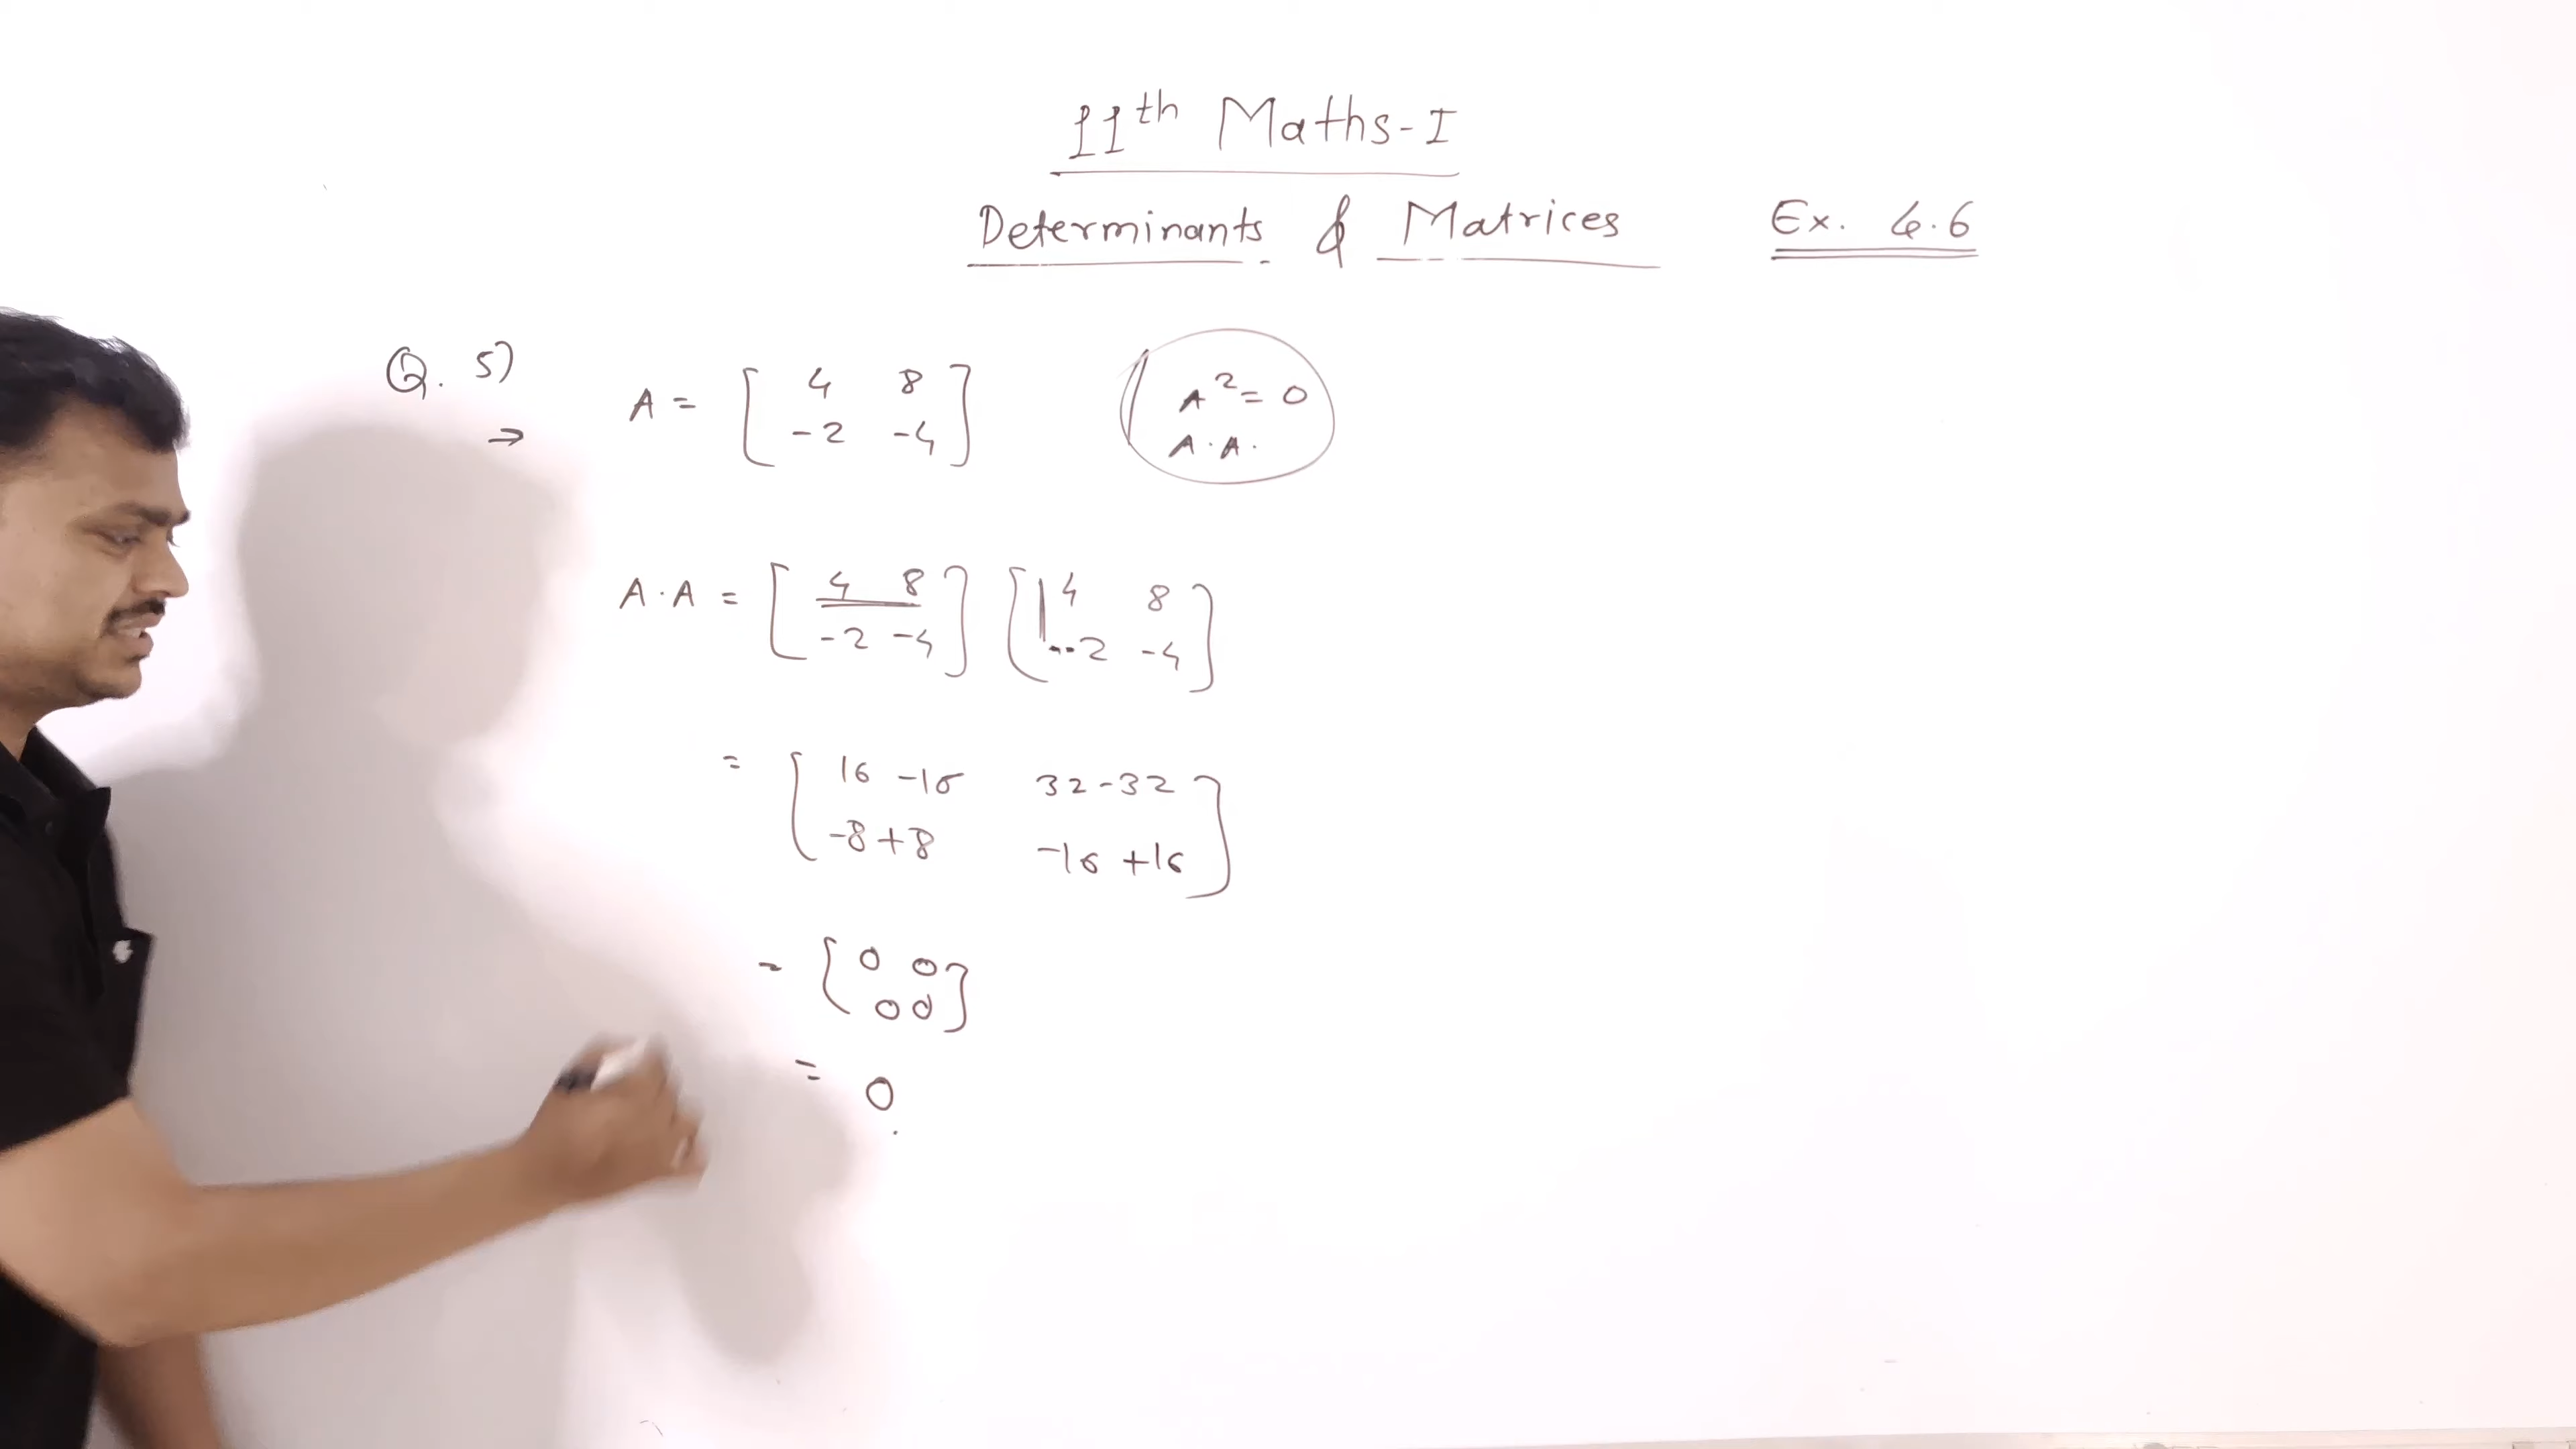 11th Maths-I
Determinants & Matrices Ex. 4.6
Q. 5)
→ A = [ 4 8
-2 -4 ]
A² = 0
A.A.
A.A = [ 4 8
-2 -4 ] [ 4 8
-2 -4 ]
= [ 16 -16 32-32
-8+8 -16 +16 ]
= [ 0 0
0 0 ]
= 0